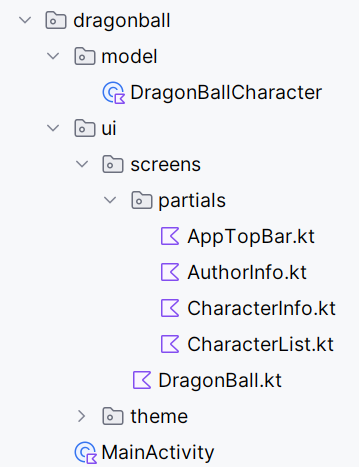 dragonball
model
DragonBallCharacter
ui
screens
partials
AppTopBar.kt
AuthorInfo.kt
CharacterInfo.kt
CharacterList.kt
DragonBall.kt
theme
MainActivity